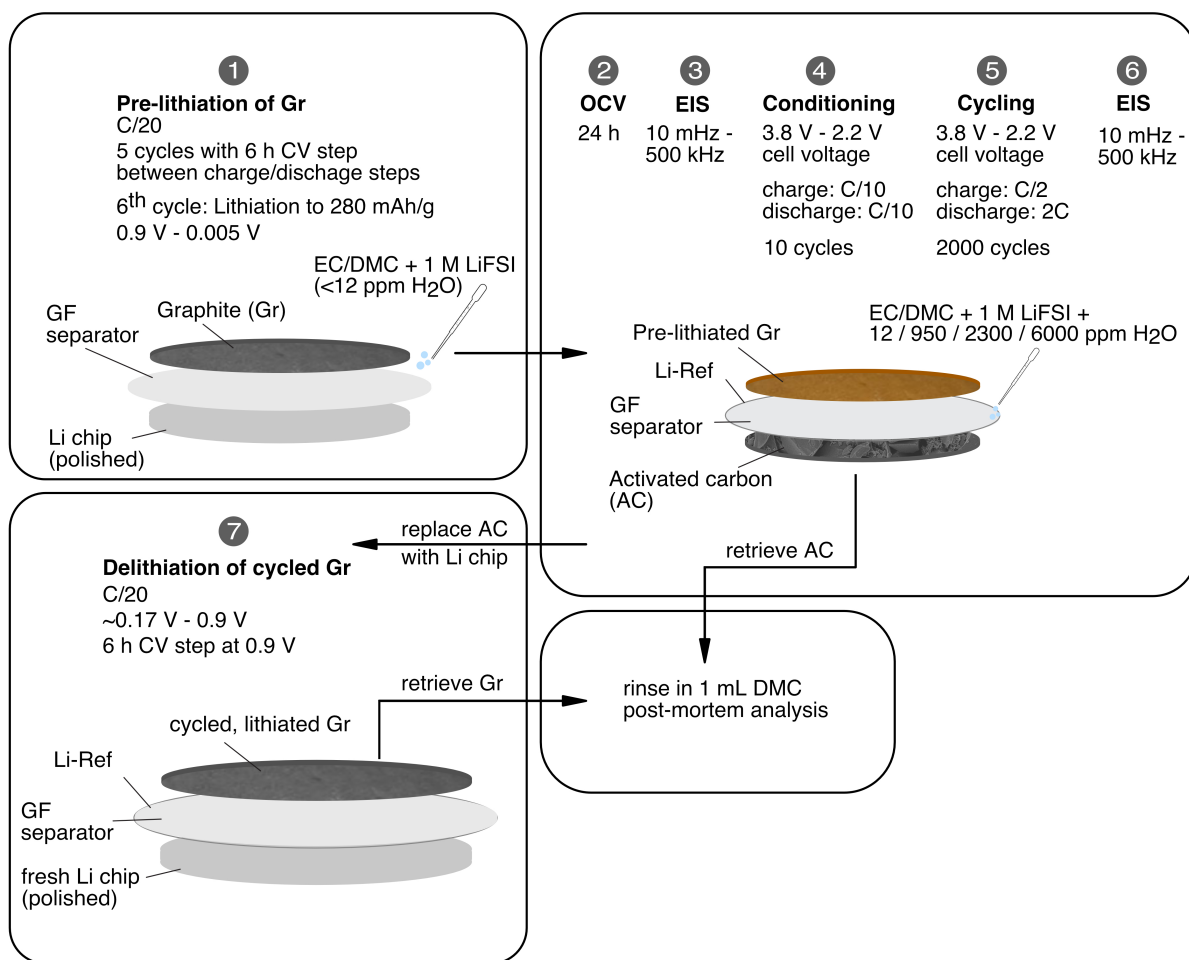 1
Pre-lithiation of Gr
C/20
5 cycles with 6 h CV step
between charge/dischage steps
6th cycle: Lithiation to 280 mAh/g
0.9 V - 0.005 V
EC/DMC + 1 M LiFSI
(<12 ppm H2O)
Graphite (Gr)
GF
separator
Li chip
(polished)
2
OCV
24 h
3
EIS
10 mHz -
500 kHz
4
Conditioning
3.8 V - 2.2 V
cell voltage
charge: C/10
discharge: C/10
10 cycles
5
Cycling
3.8 V - 2.2 V
cell voltage
charge: C/2
discharge: 2C
2000 cycles
6
EIS
10 mHz -
500 kHz
EC/DMC + 1 M LiFSI +
12 / 950 / 2300 / 6000 ppm H2O
Pre-lithiated Gr
Li-Ref
GF
separator
Activated carbon
(AC)
replace AC
with Li chip
retrieve AC
7
Delithiation of cycled Gr
C/20
~0.17 V - 0.9 V
6 h CV step at 0.9 V
retrieve Gr
cycled, lithiated Gr
Li-Ref
GF
separator
fresh Li chip
(polished)
rinse in 1 mL DMC
post-mortem analysis